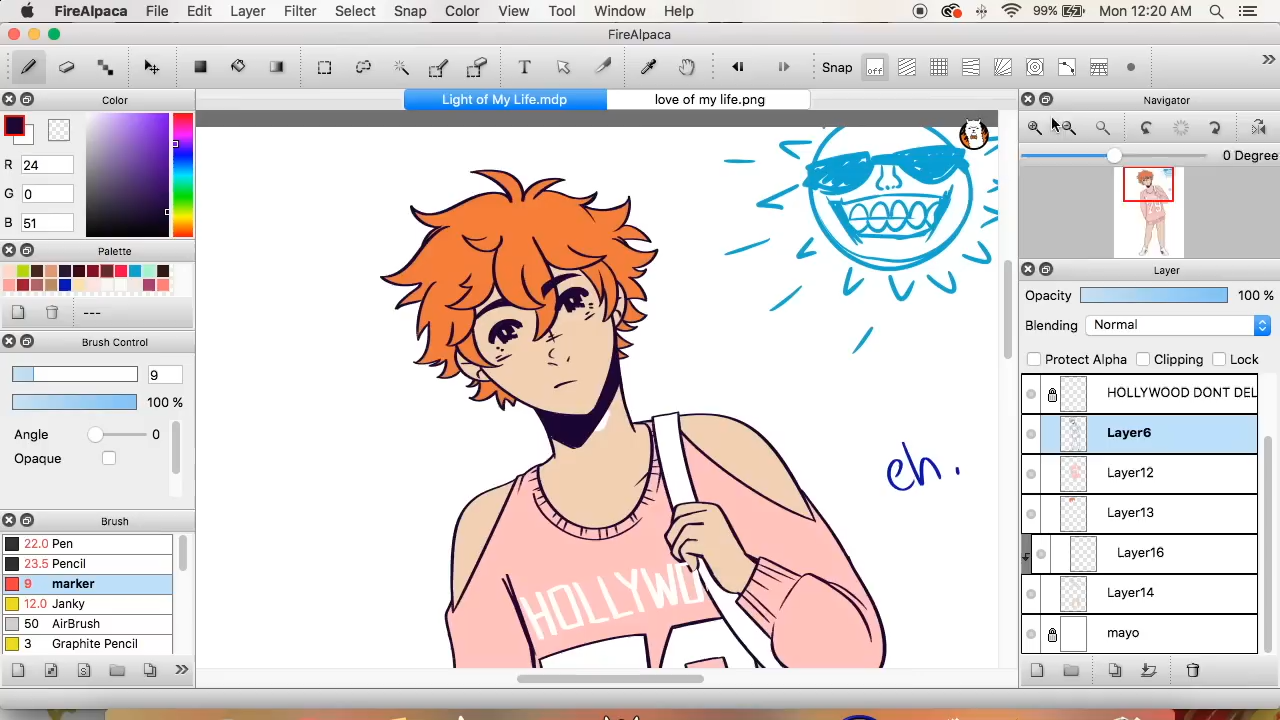 FireAlpaca File Edit Layer Filter Select Snap Color View Tool Window Help 99% Mon 12:20 AM
FireAlpaca
T Snap off »
Light of My Life.mdp love of my life.png
Color
R 24
G 0
B 51
Palette
---
Brush Control
9
100 %
Angle 0
Opaque
Brush
22.0 Pen
23.5 Pencil
9 marker
12.0 Janky
50 AirBrush
3 Graphite Pencil
»
eh.
HOLLYWO
Navigator
0 Degree
Layer
Opacity 100 %
Blending Normal
Protect Alpha Clipping Lock
HOLLYWOOD DONT DEL
Layer6
Layer12
Layer13
Layer16
Layer14
mayo